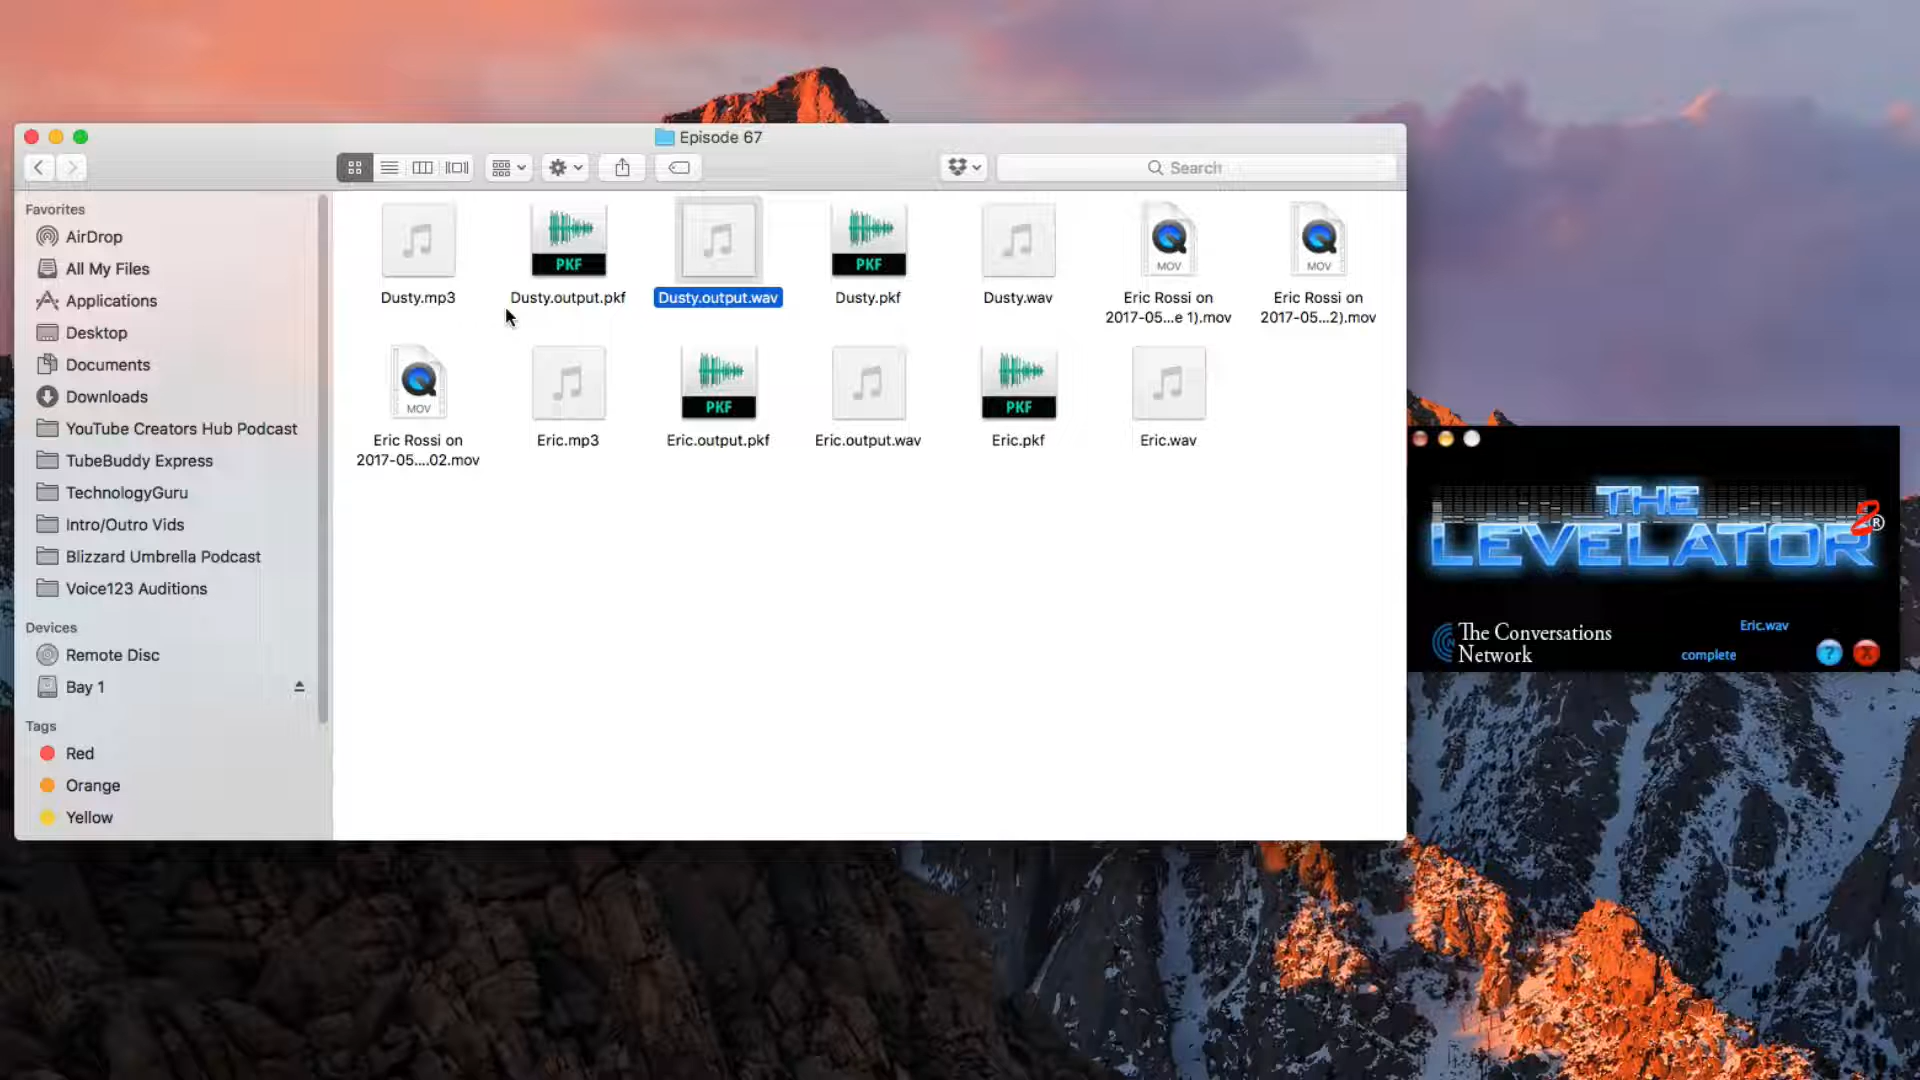 Episode 67
Search
Favorites
AirDrop
All My Files
Applications
Desktop
Documents
Downloads
YouTube Creators Hub Podcast
TubeBuddy Express
TechnologyGuru
Intro/Outro Vids
Blizzard Umbrella Podcast
Voice123 Auditions
Devices
Remote Disc
Bay 1
Tags
Red
Orange
Yellow
PKF
PKF
MOV
MOV
Dusty.mp3
Dusty.output.pkf
Dusty.output.wav
Dusty.pkf
Dusty.wav
Eric Rossi on
2017-05...e 1).mov
Eric Rossi on
2017-05...2).mov
MOV
PKF
PKF
Eric Rossi on
2017-05....02.mov
Eric.mp3
Eric.output.pkf
Eric.output.wav
Eric.pkf
Eric.wav
THE
LEVELATOR 2®
The Conversations
Network
Eric.wav
complete
?
X